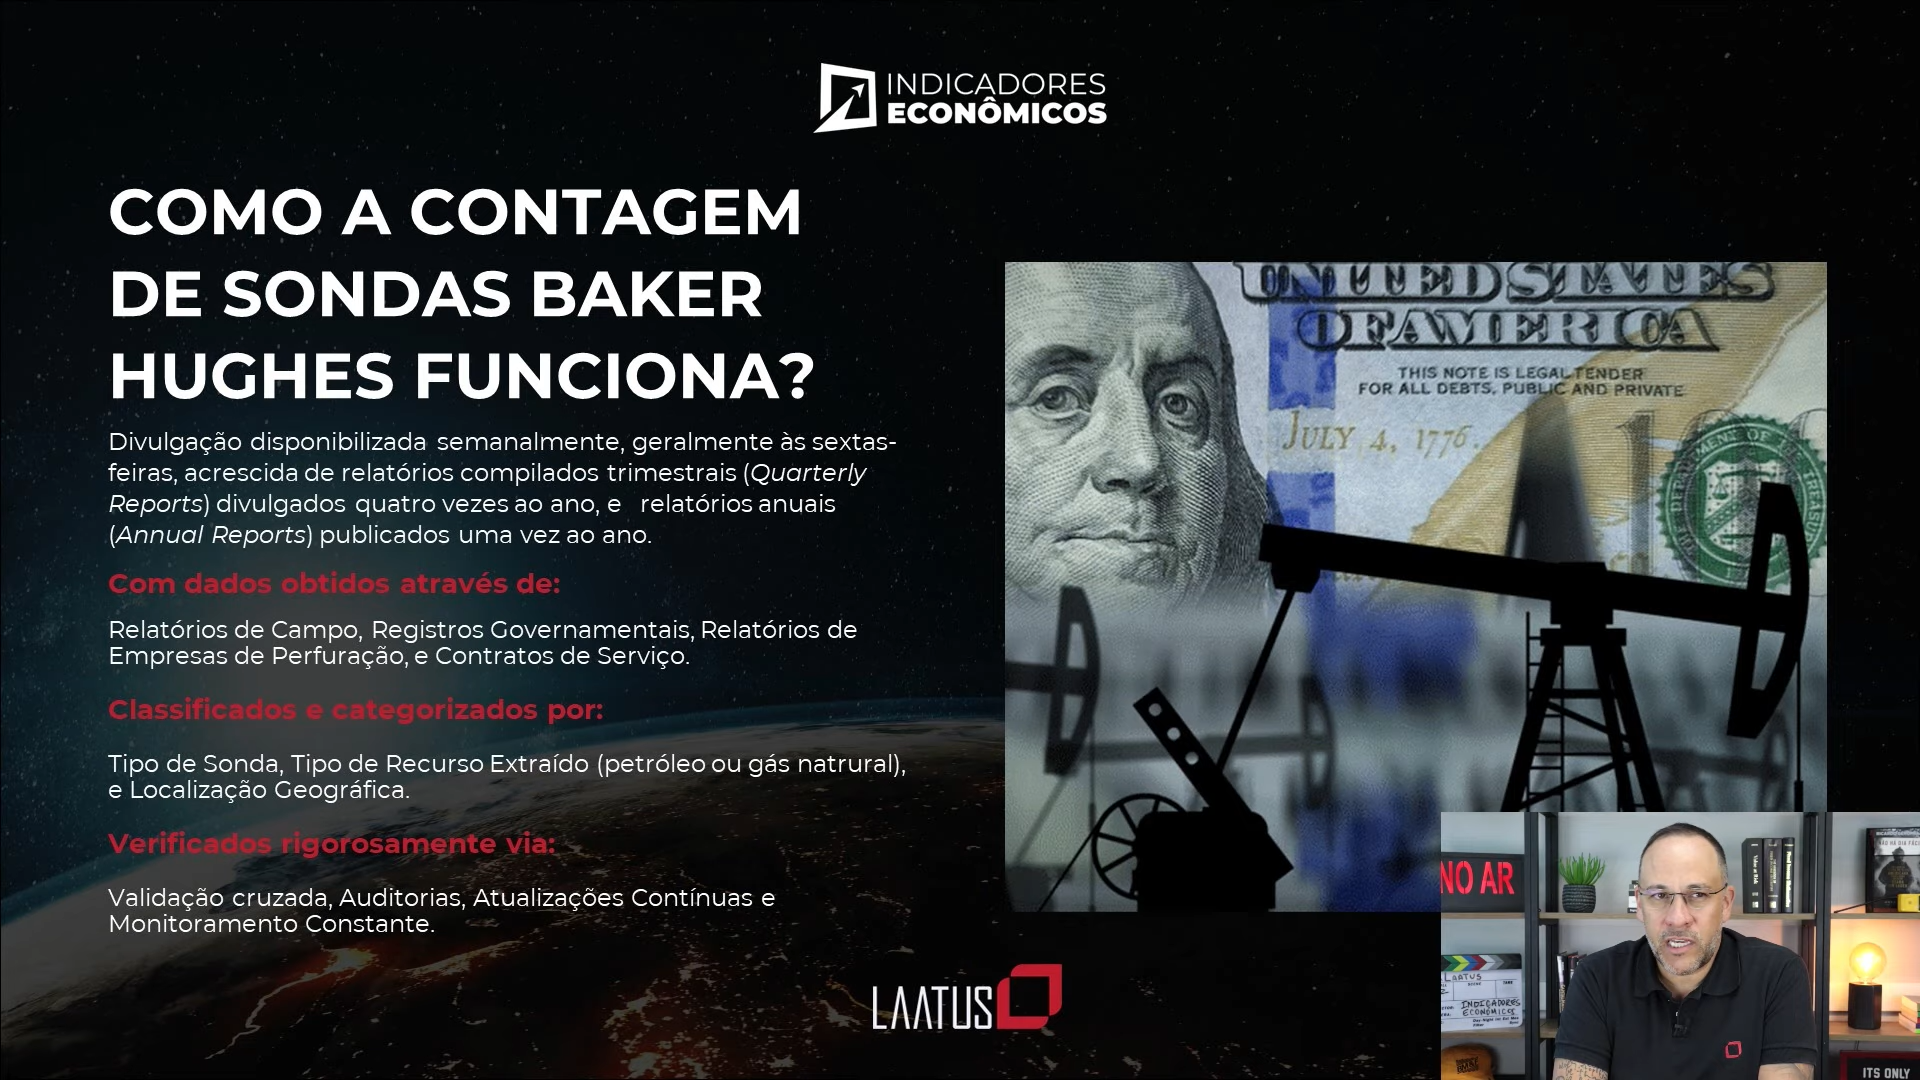 INDICADORES
ECONÔMICOS
COMO A CONTAGEM
DE SONDAS BAKER
HUGHES FUNCIONA?
Divulgação disponibilizada semanalmente, geralmente às sextas-
feiras, acrescida de relatórios compilados trimestrais (Quarterly
Reports) divulgados quatro vezes ao ano, e relatórios anuais
(Annual Reports) publicados uma vez ao ano.
Com dados obtidos através de:
Relatórios de Campo, Registros Governamentais, Relatórios de
Empresas de Perfuração, e Contratos de Serviço.
Classificados e categorizados por:
Tipo de Sonda, Tipo de Recurso Extraído (petróleo ou gás natrural),
e Localização Geográfica.
Verificados rigorosamente via:
Validação cruzada, Auditorias, Atualizações Contínuas e
Monitoramento Constante.
UNITED STATES
OF AMERICA
THIS NOTE IS LEGAL TENDER
FOR ALL DEBTS, PUBLIC AND PRIVATE
JULY 4, 1776.
LAATUS
NO AR
LAATUS
INDICADORES
ECONÔMICOS
ITS ONLY